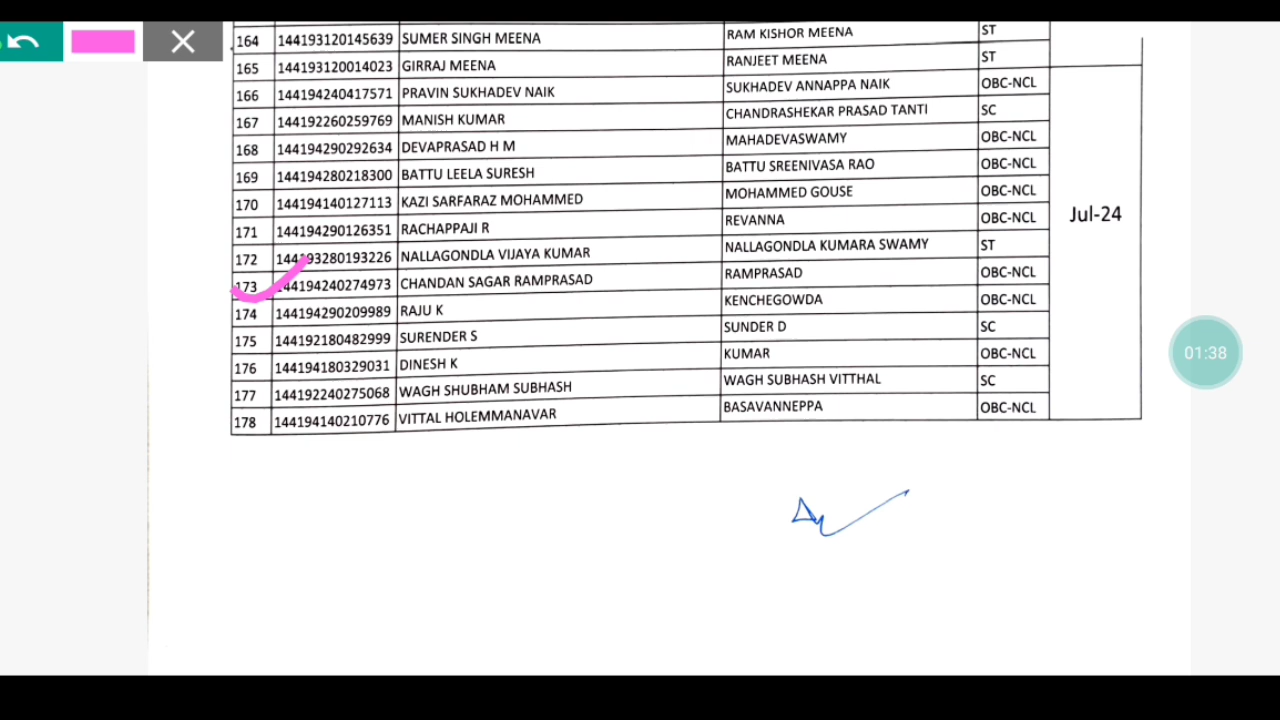 164 144193120145639 SUMER SINGH MEENA RAM KISHOR MEENA ST
165 144193120014023 GIRRAJ MEENA RANJEET MEENA ST
166 144194240417571 PRAVIN SUKHADEV NAIK SUKHADEV ANNAPPA NAIK OBC-NCL
167 144192260259769 MANISH KUMAR CHANDRASHEKAR PRASAD TANTI SC
168 144194290292634 DEVAPRASAD H M MAHADEVASWAMY OBC-NCL
169 144194280218300 BATTU LEELA SURESH BATTU SREENIVASA RAO OBC-NCL
170 144194140127113 KAZI SARFARAZ MOHAMMED MOHAMMED GOUSE OBC-NCL
171 144194290126351 RACHAPPAJI R REVANNA OBC-NCL Jul-24
172 144193280193226 NALLAGONDLA VIJAYA KUMAR NALLAGONDLA KUMARA SWAMY ST
173 144194240274973 CHANDAN SAGAR RAMPRASAD RAMPRASAD OBC-NCL
174 144194290209989 RAJU K KENCHEGOWDA OBC-NCL
175 144192180482999 SURENDER S SUNDER D SC
176 144194180329031 DINESH K KUMAR OBC-NCL
177 144192240275068 WAGH SHUBHAM SUBHASH WAGH SUBHASH VITTHAL SC
178 144194140210776 VITTAL HOLEMMANAVAR BASAVANNEPPA OBC-NCL
01:38